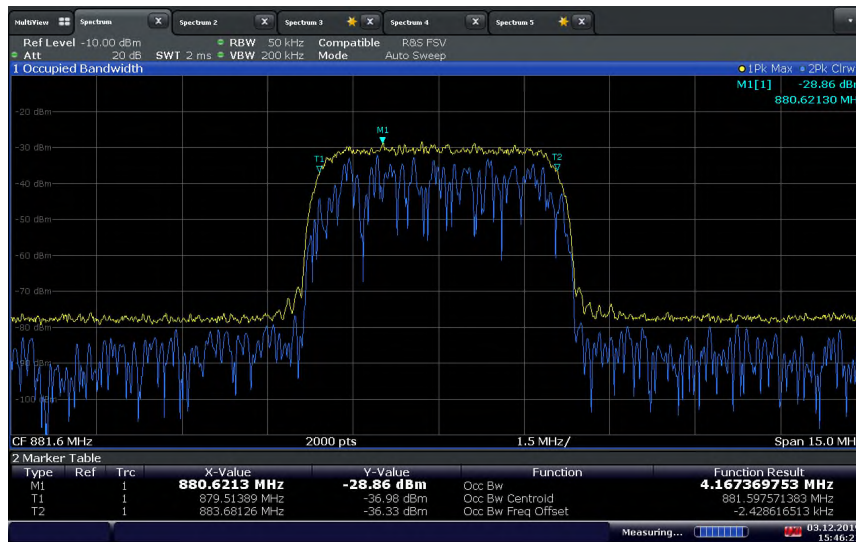 MultiView Spectrum X Spectrum 2 X Spectrum 3 X Spectrum 4 X Spectrum 5 X
Ref Level -10.00 dBm RBW 50 kHz Compatible R&S FSV
Att 20 dB SWT 2 ms VBW 200 kHz Mode Auto Sweep
1 Occupied Bandwidth 1Pk Max 2Pk Clrw
M1[1] -28.86 dBm
880.62130 MH
-20 dBm
M1
-30 dBm
T1 T2
-40 dBm
-50 dBm
-60 dBm
-70 dBm
-80 dBm
-90 dBm
-100 dBm
CF 881.6 MHz 2000 pts 1.5 MHz/ Span 15.0 MH
2 Marker Table
Type Ref Trc X-Value Y-Value Function Function Result
M1 1 880.6213 MHz -28.86 dBm Occ Bw 4.167369753 MHz
T1 1 879.51389 MHz -36.98 dBm Occ Bw Centroid 881.597571383 MHz
T2 1 883.68126 MHz -36.33 dBm Occ Bw Freq Offset -2.428616513 kHz
Measuring... 03.12.201
15:46:2